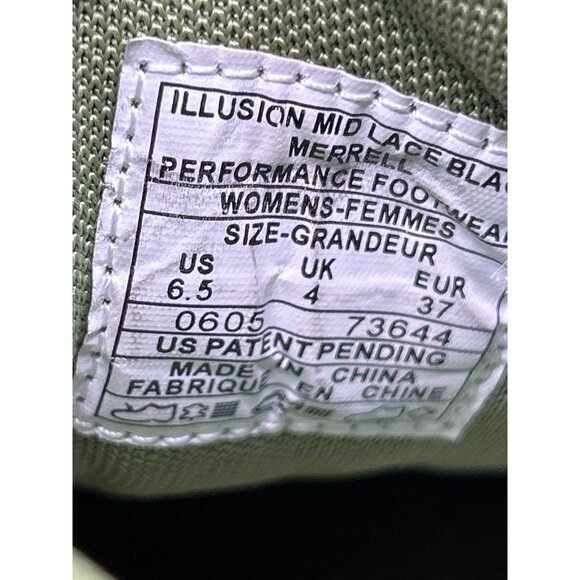 ILLUSION MID LACE BLAC
MERRELL
PERFORMANCE FOOTWEAR
WOMENS-FEMMES
SIZE-GRANDEUR
US UK EUR
6.5 4 37
0605 73644
US PATENT PENDING
MADE IN CHINA
FABRIQUE EN CHINE